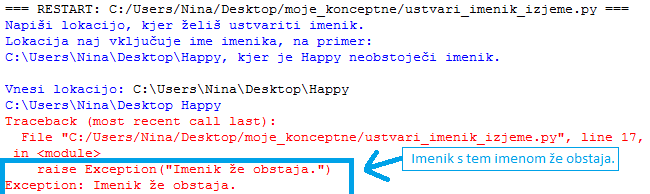 === RESTART: C:/Users/Nina/Desktop/moje_konceptne/ustvari_imenik_izjeme.py ===
Napiši lokacijo, kjer želiš ustvariti imenik.
Lokacija naj vključuje ime imenika, na primer:
C:\Users\Nina\Desktop\Happy, kjer je Happy neobstoječi imenik.
Vnesi lokacijo: C:\Users\Nina\Desktop\Happy
C:\Users\Nina\Desktop Happy
Traceback (most recent call last):
File "C:/Users/Nina/Desktop/moje_konceptne/ustvari_imenik_izjeme.py", line 17,
in <module>
raise Exception("Imenik že obstaja.")
Exception: Imenik že obstaja.
Imenik s tem imenom že obstaja.